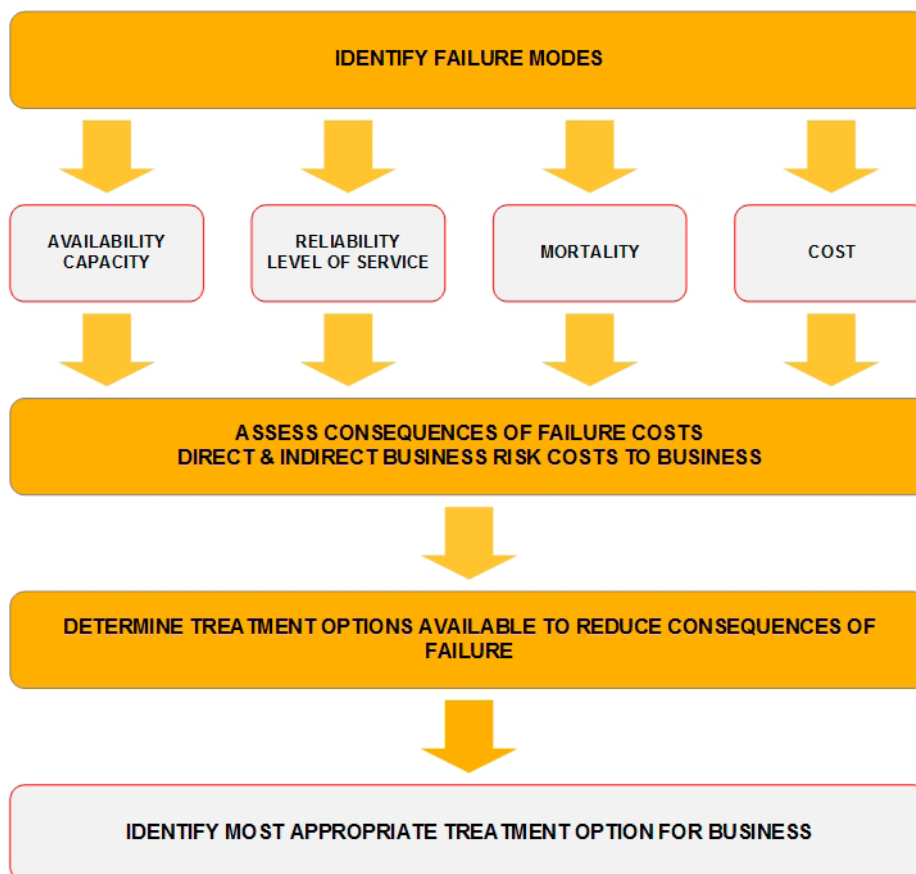 IDENTIFY FAILURE MODES
AVAILABILITY
CAPACITY
RELIABILITY
LEVEL OF SERVICE
MORTALITY
COST
ASSESS CONSEQUENCES OF FAILURE COSTS
DIRECT & INDIRECT BUSINESS RISK COSTS TO BUSINESS
DETERMINE TREATMENT OPTIONS AVAILABLE TO REDUCE CONSEQUENCES OF
FAILURE
IDENTIFY MOST APPROPRIATE TREATMENT OPTION FOR BUSINESS